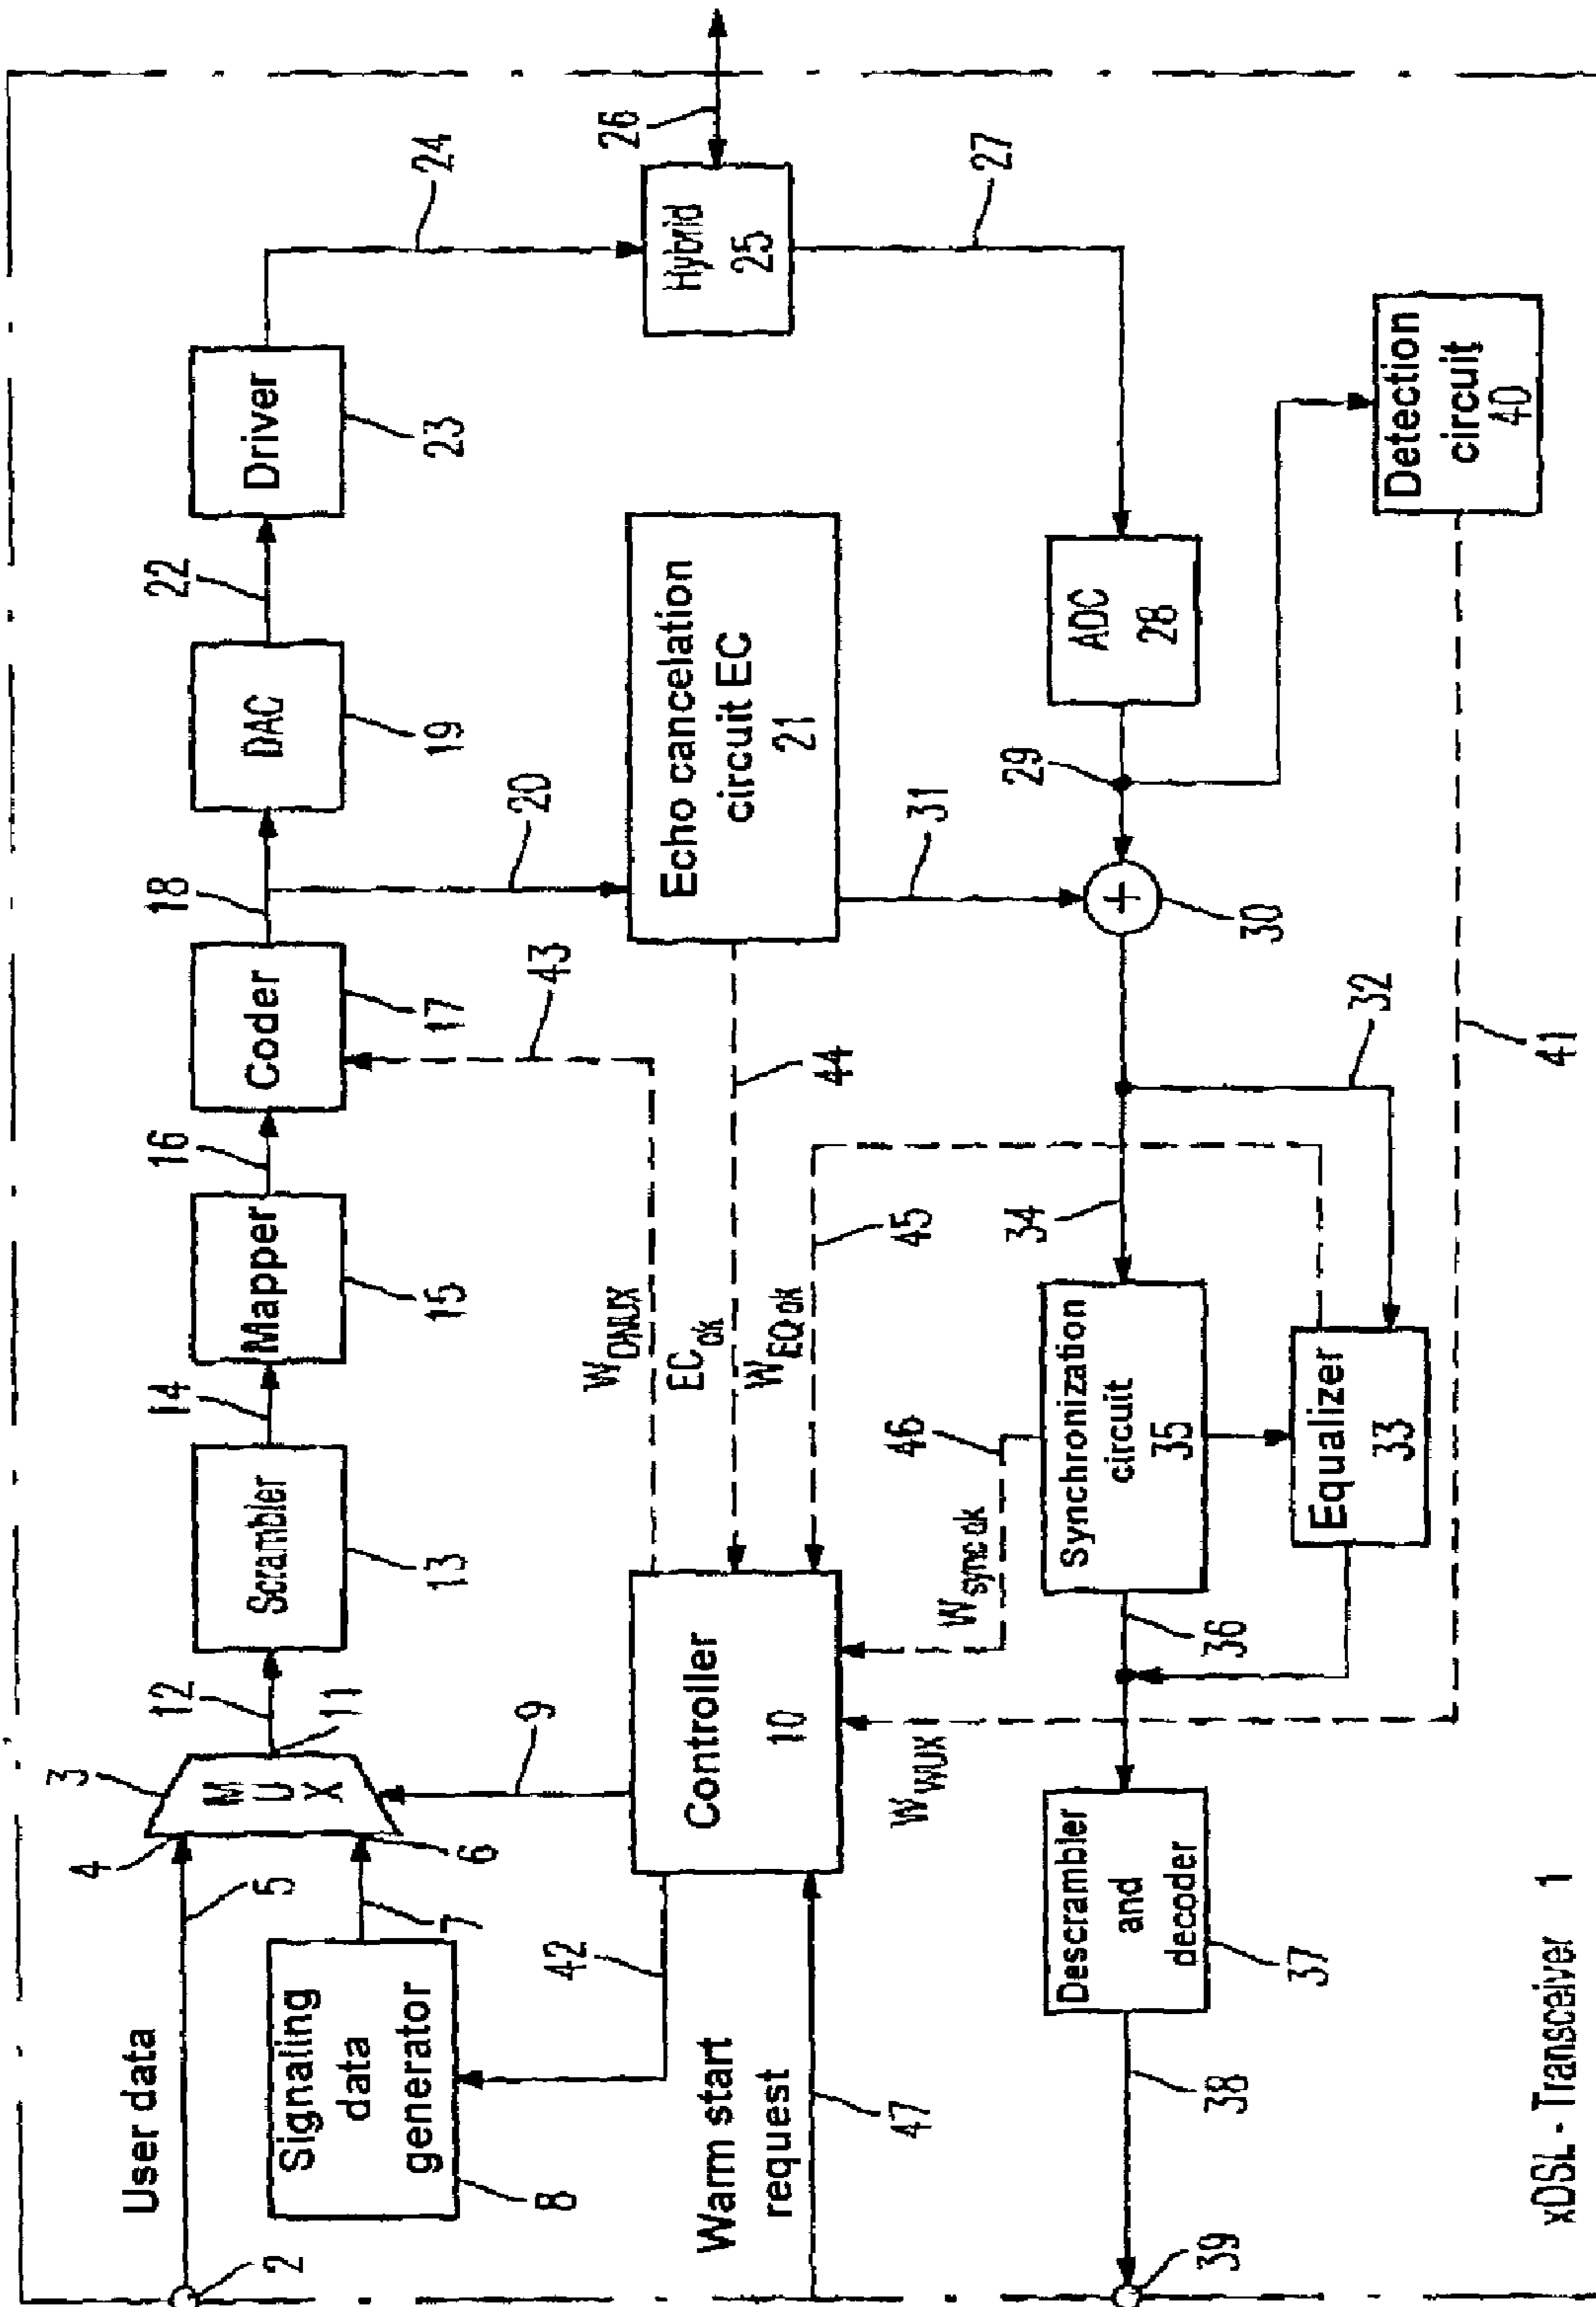 User data
2
5
4
3
MUX
6
7
Signaling
data
generator
8
11
12
Scrambler
13
14
Mapper
15
16
Coder
17
18
DAC
19
22
Driver
23
24
20
Hybrid
25
26
27
Echo cancelation
circuit EC
21
31
9
42
Controller
10
43
44
45
46
W_DNUX
EC_ok
W_EQ ok
W_sync ok
W_WUX
Warm start
request
47
ADC
28
29
30
34
32
Synchronization
circuit
35
Equalizer
33
36
Descrambler
and
decoder
37
38
39
Detection
circuit
40
41
xDSL - Transceiver 1